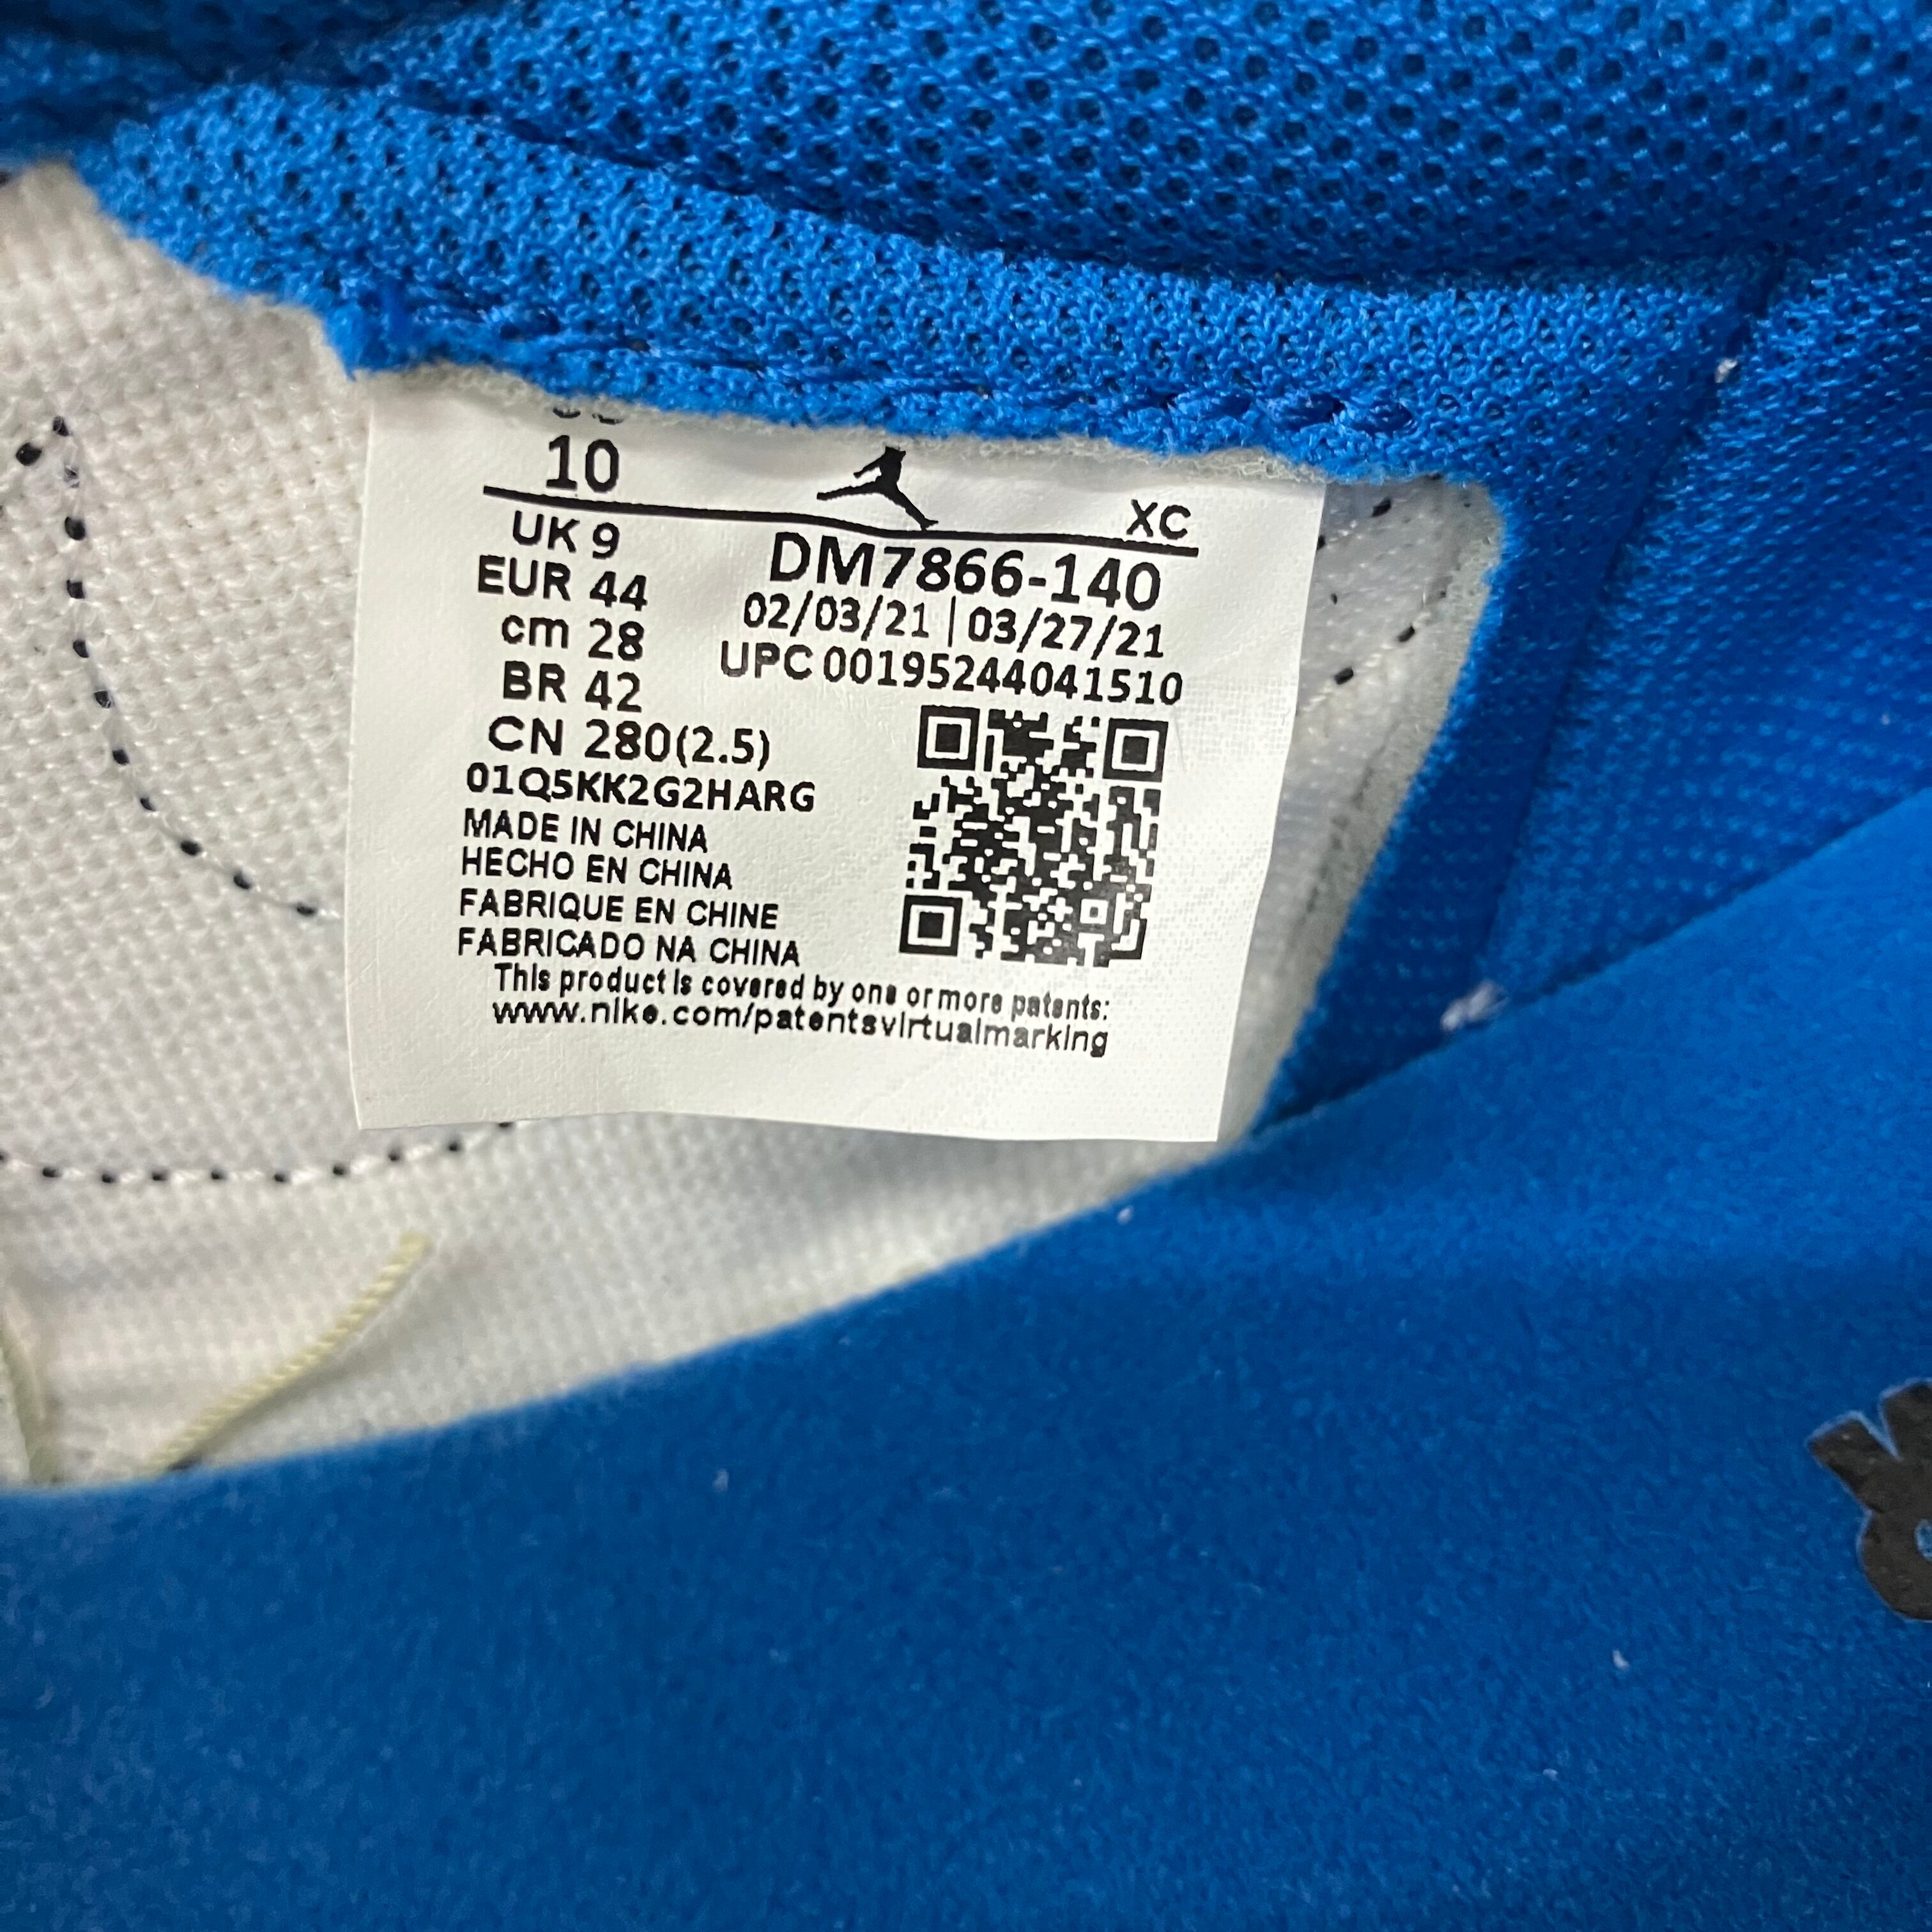 10
XC
UK 9
EUR 44
cm 28
BR 42
CN 280(2.5)
DM7866-140
02/03/21 | 03/27/21
UPC 00195244041510
01Q5KK2G2HARG
MADE IN CHINA
HECHO EN CHINA
FABRIQUE EN CHINE
FABRICADO NA CHINA
This product is covered by one or more patents:
www.nike.com/patentsvirtualmarking